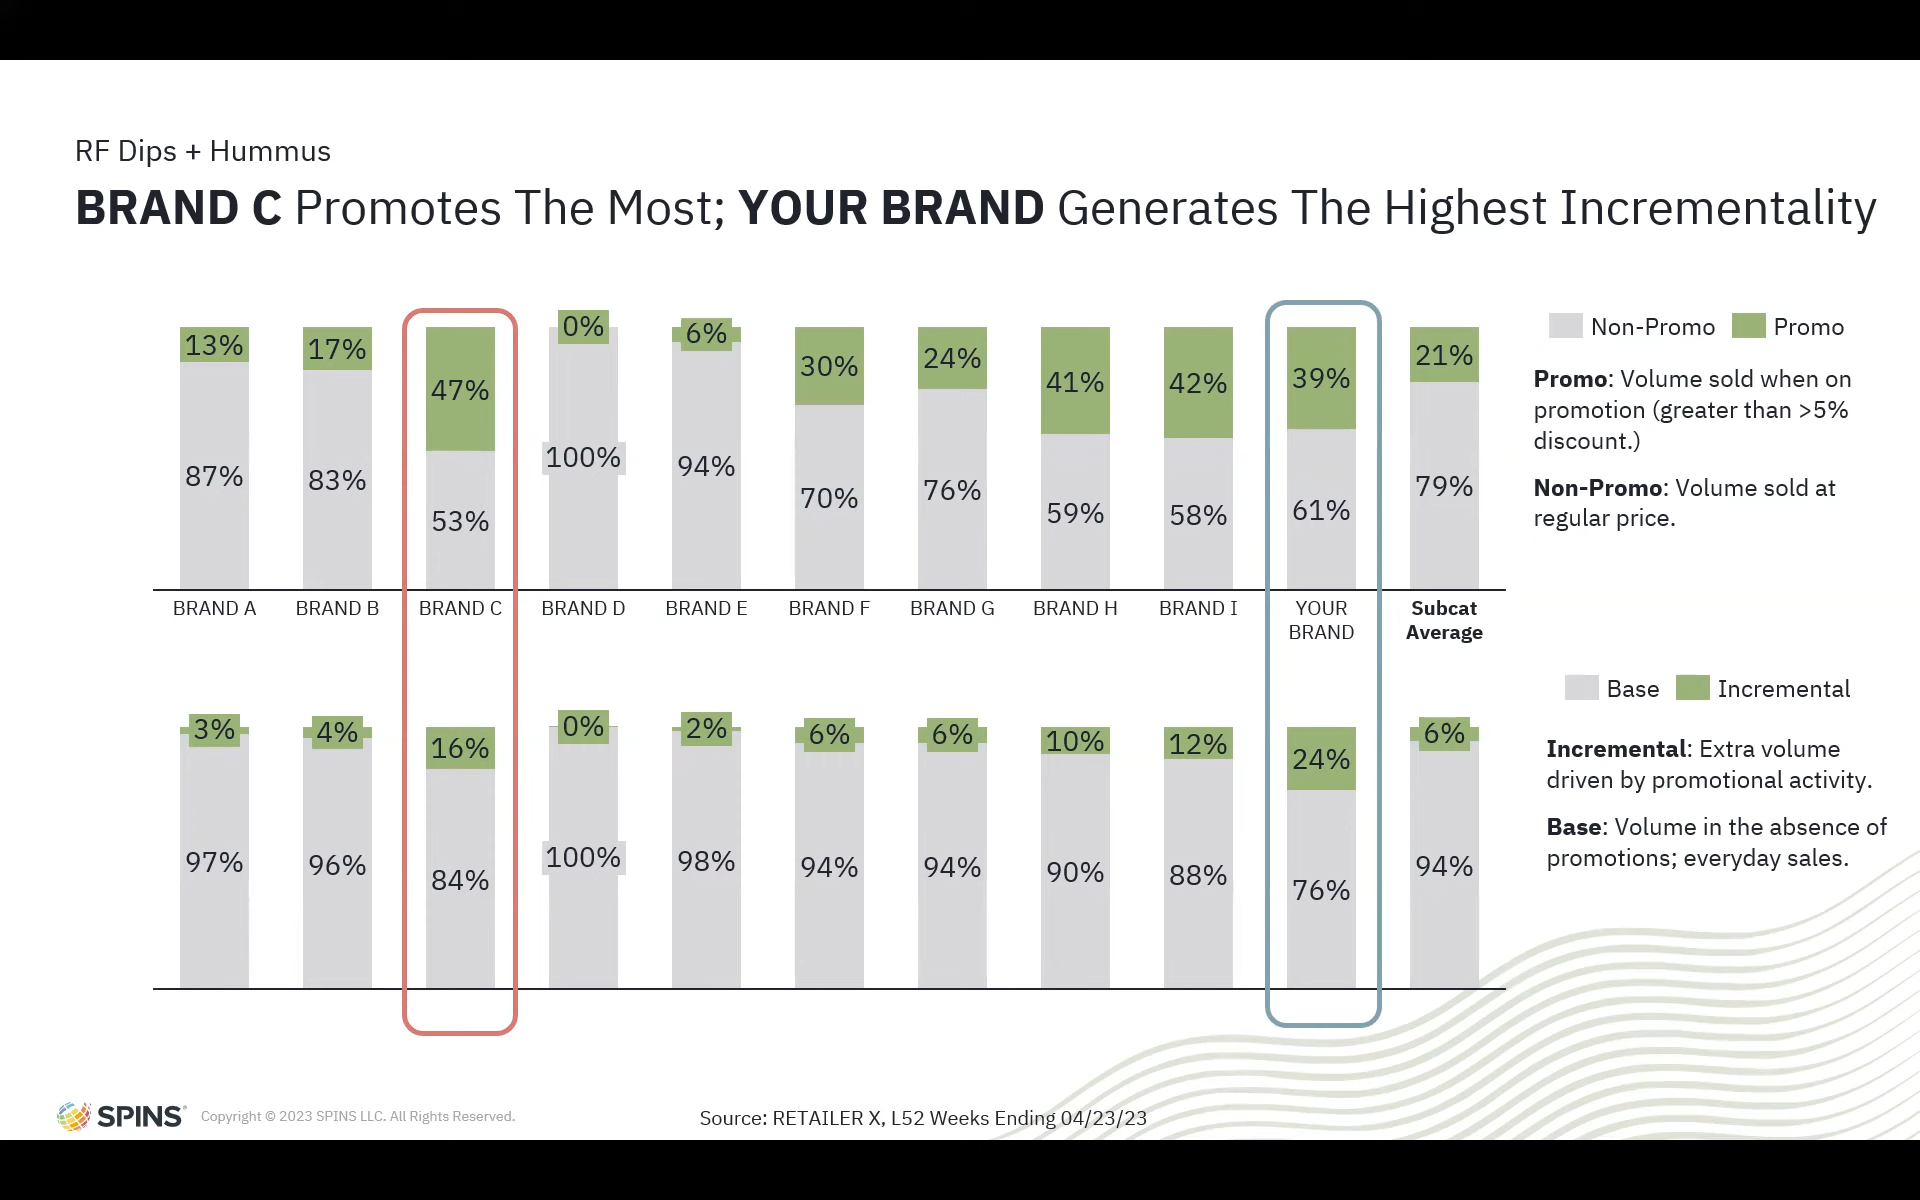 RF Dips + Hummus
BRAND C Promotes The Most; YOUR BRAND Generates The Highest Incrementality
13% 17% 47% 0% 6% 30% 24% 41% 42% 39% 21%
87% 83% 53% 100% 94% 70% 76% 59% 58% 61% 79%
BRAND A BRAND B BRAND C BRAND D BRAND E BRAND F BRAND G BRAND H BRAND I YOUR BRAND Subcat Average
Non-Promo Promo
Promo: Volume sold when on
promotion (greater than >5%
discount.)
Non-Promo: Volume sold at
regular price.
3% 4% 16% 0% 2% 6% 6% 10% 12% 24% 6%
97% 96% 84% 100% 98% 94% 94% 90% 88% 76% 94%
Base Incremental
Incremental: Extra volume
driven by promotional activity.
Base: Volume in the absence of
promotions; everyday sales.
SPINS Copyright © 2023 SPINS LLC. All Rights Reserved.
Source: RETAILER X, L52 Weeks Ending 04/23/23